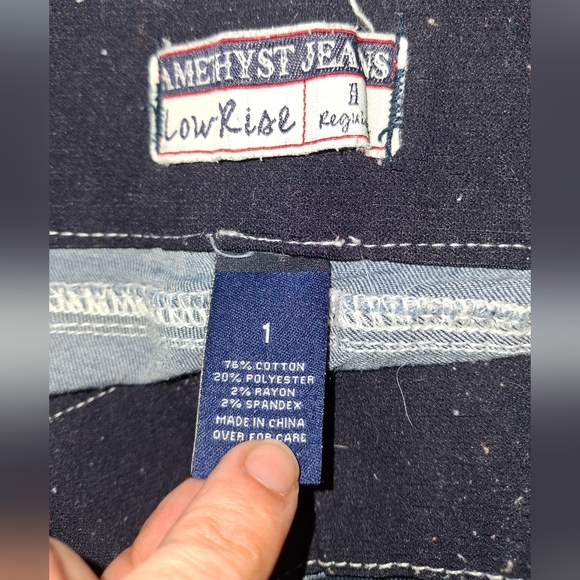 AMETHYST JEANS
Low Rise
1
76% COTTON
20% POLYESTER
2% RAYON
2% SPANDEX
MADE IN CHINA
OVER FOR CARE